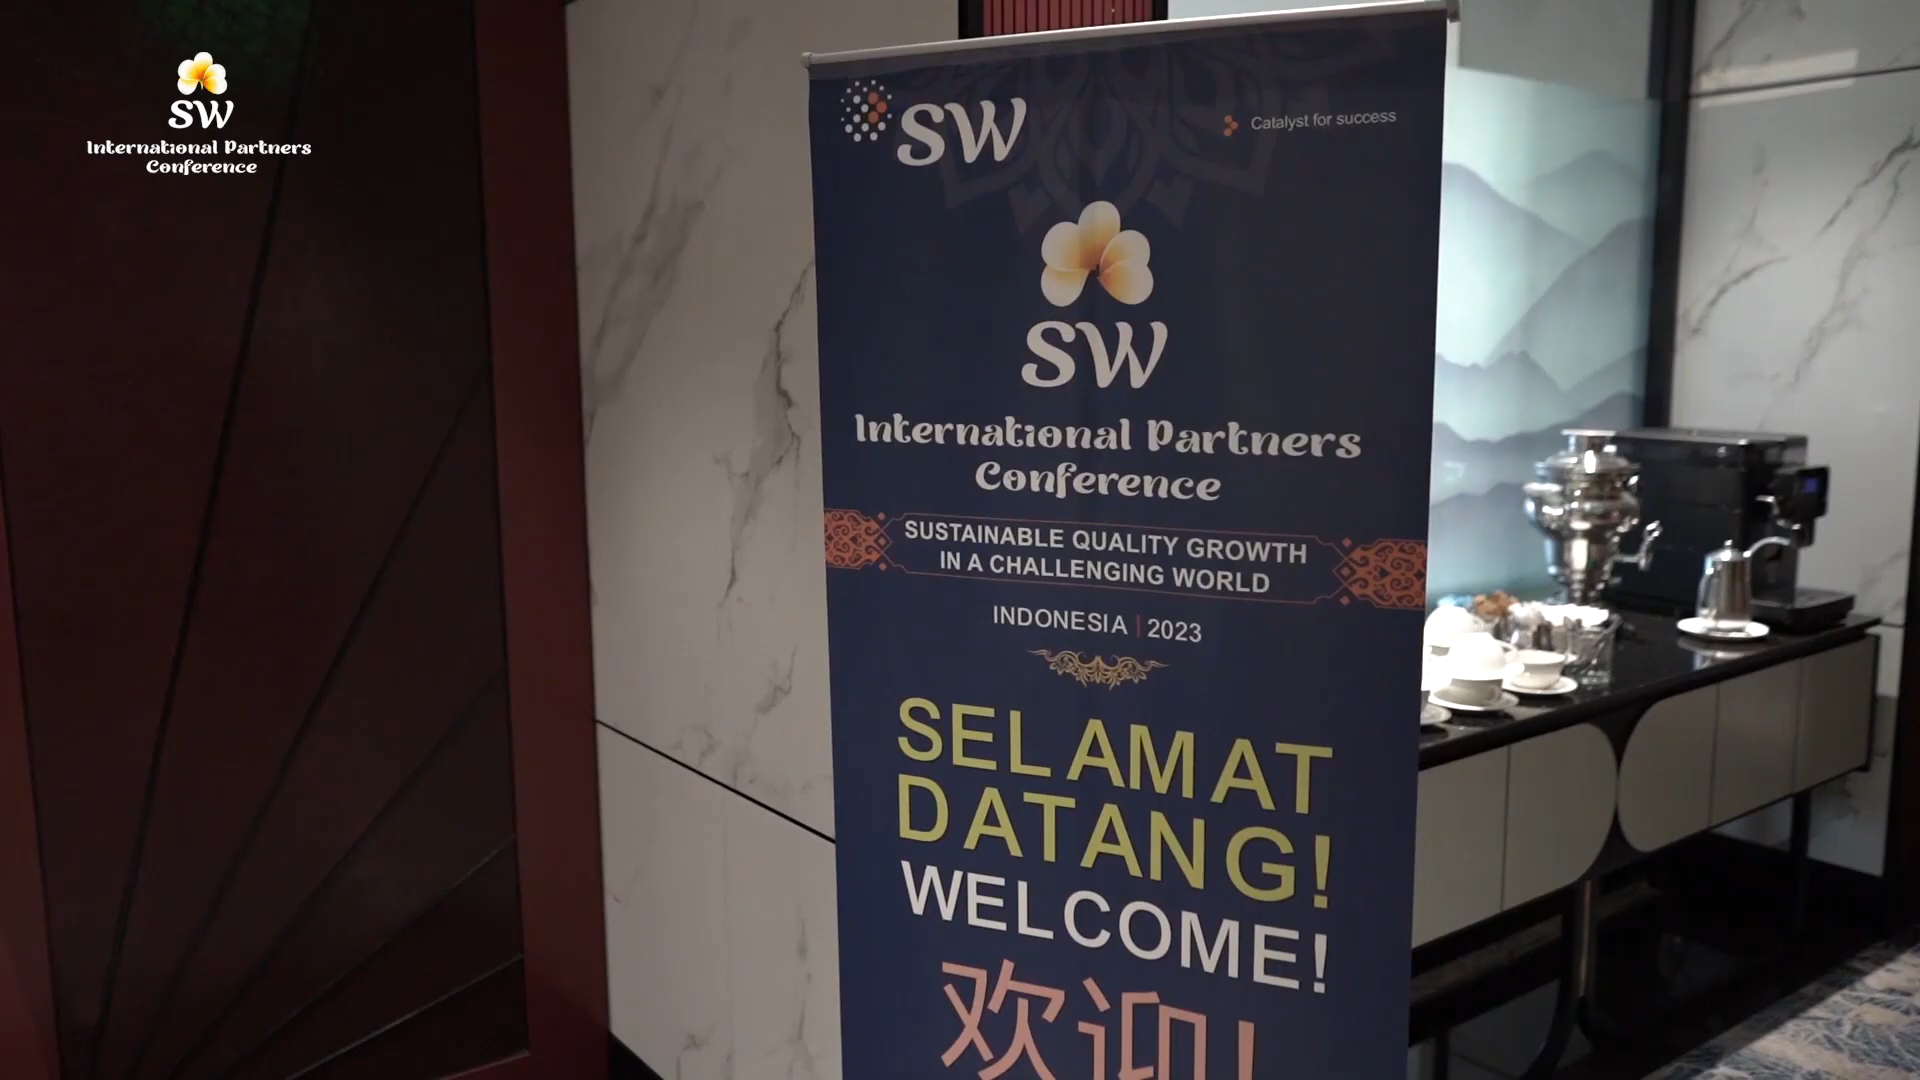 SW
International Partners
Conference
SW
Catalyst for success
SW
International Partners
Conference
SUSTAINABLE QUALITY GROWTH
IN A CHALLENGING WORLD
INDONESIA | 2023
SELAMAT
DATANG!
WELCOME!
欢迎!